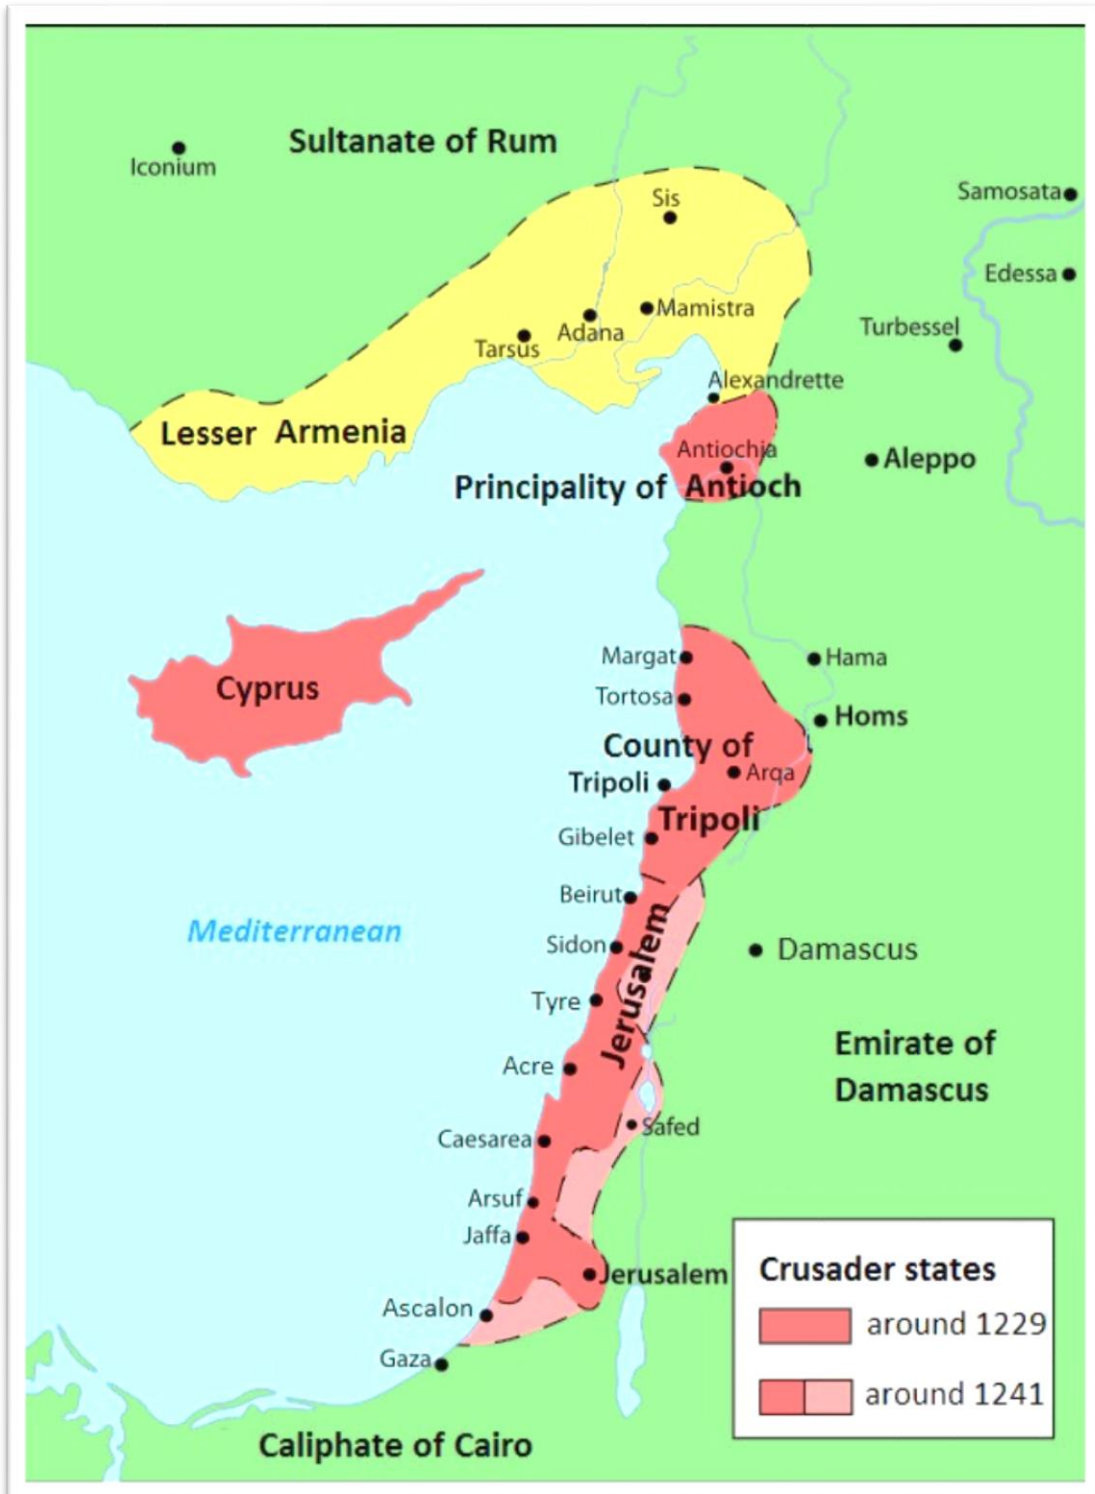 Sultanate of Rum
Iconium
Sis
Samosata
Edessa
Mamistra
Adana
Tarsus
Turbessel
Alexandrette
Lesser Armenia
Antiochia
Aleppo
Principality of Antioch
Margat
Hama
Cyprus
Tortosa
Homs
County of
Arqa
Tripoli
Tripoli
Gibelet
Beirut
Mediterranean
Sidon
Jerusalem
Damascus
Tyre
Emirate of
Damascus
Acre
Safed
Caesarea
Arsuf
Jaffa
Jerusalem
Ascalon
Gaza
Caliphate of Cairo
Crusader states
around 1229
around 1241